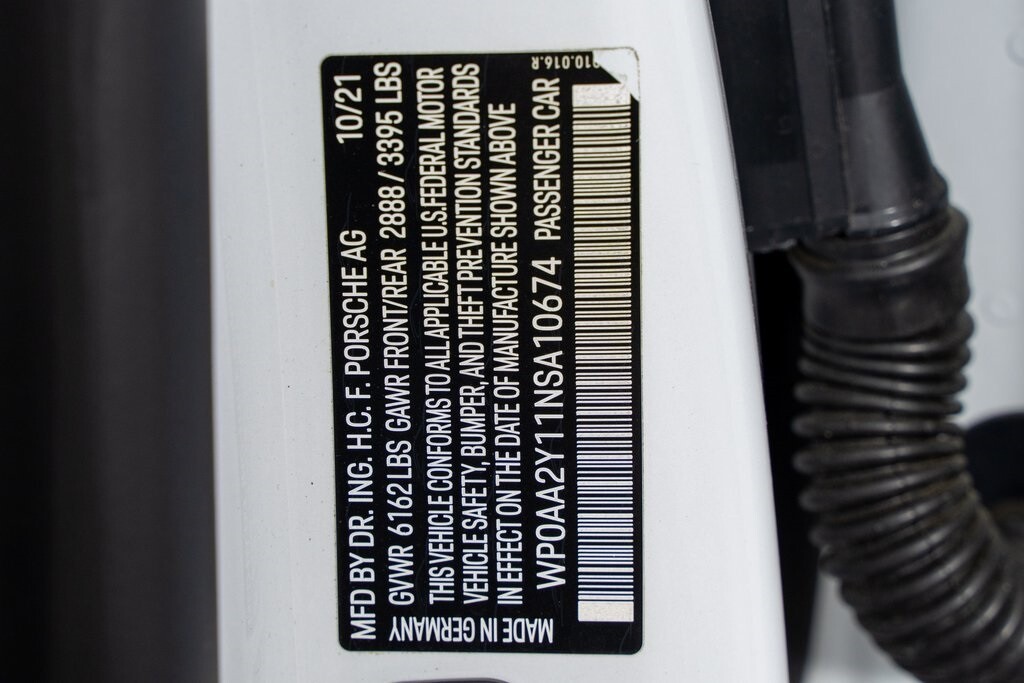 MFD BY DR. ING. H.C. F. PORSCHE AG 10/21
GVWR 6162LBS GAWR FRONT/REAR 2888 / 3395 LBS
THIS VEHICLE CONFORMS TO ALL APPLICABLE U.S. FEDERAL MOTOR
VEHICLE SAFETY, BUMPER, AND THEFT PREVENTION STANDARDS
IN EFFECT ON THE DATE OF MANUFACTURE SHOWN ABOVE
WP0AA2Y11NSA10674 PASSENGER CAR
MADE IN GERMANY